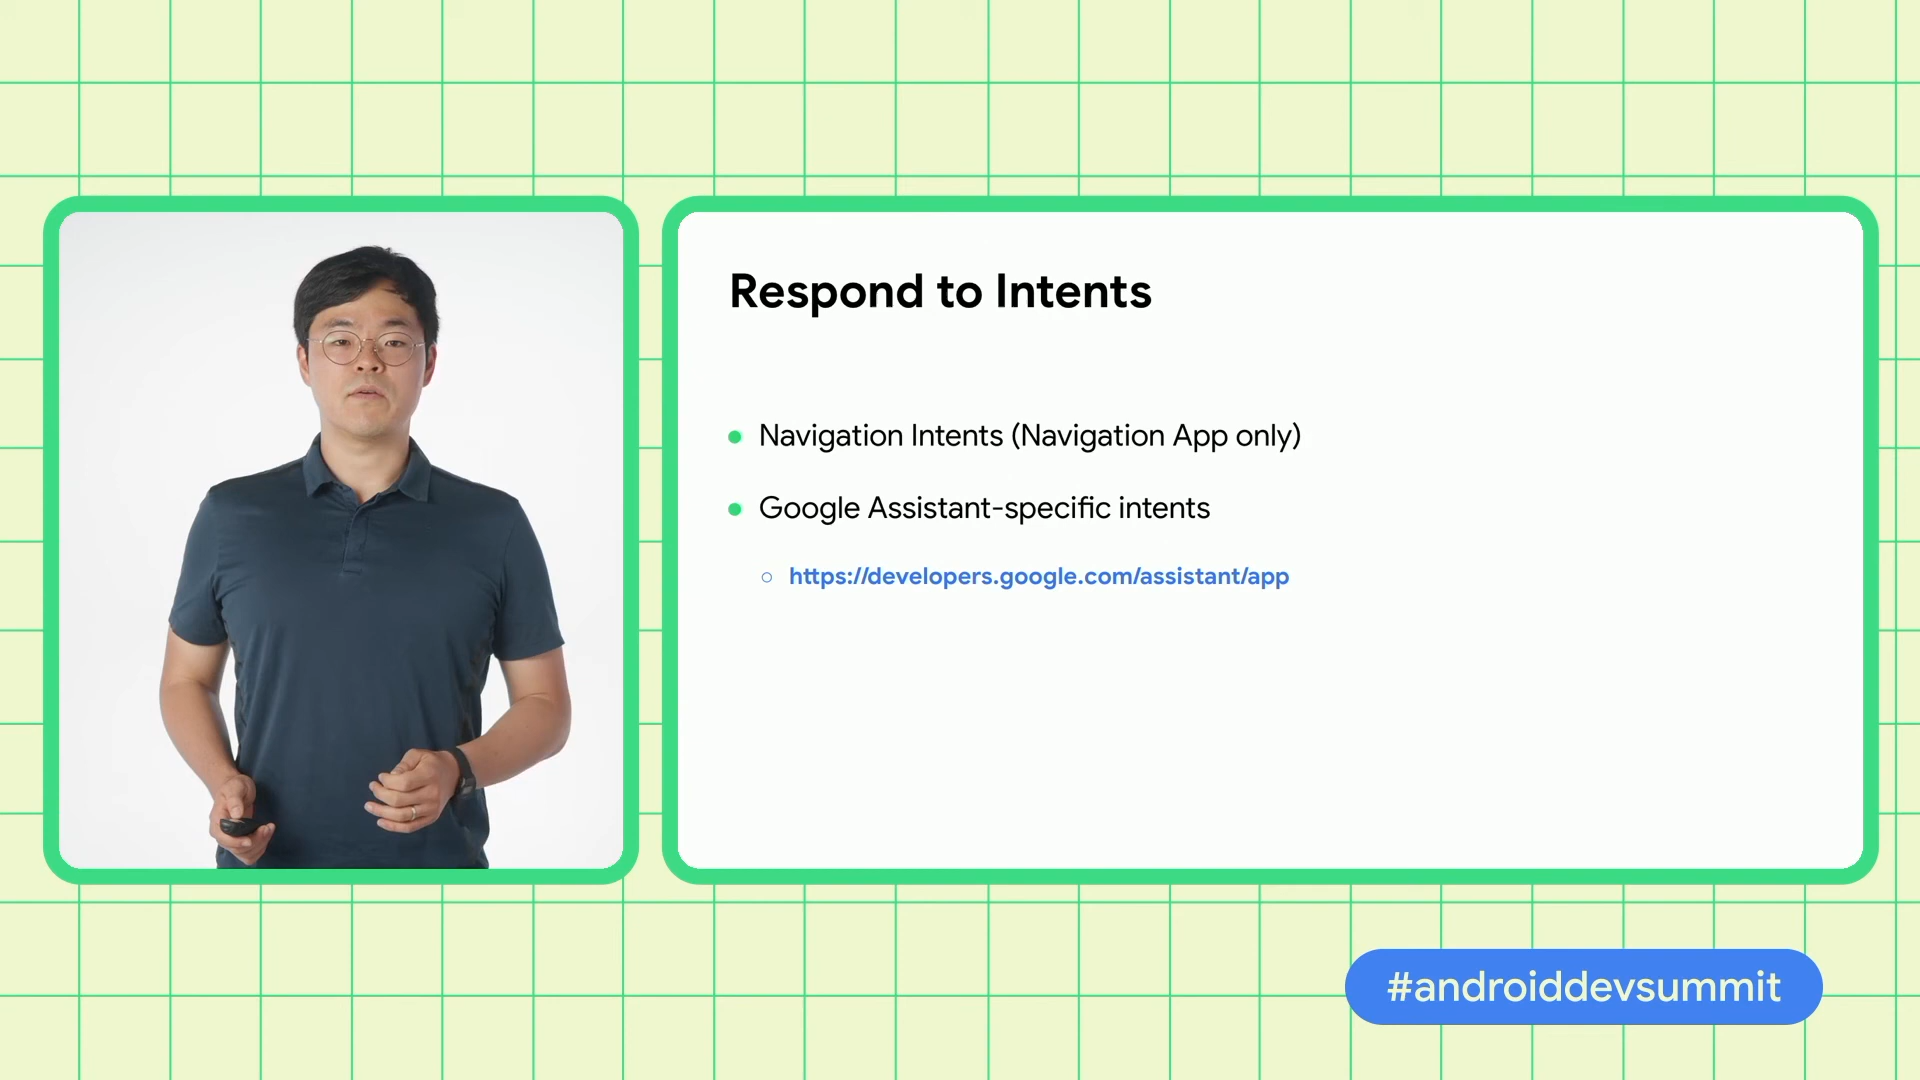 Respond to Intents
Navigation Intents (Navigation App only)
Google Assistant-specific intents
https://developers.google.com/assistant/app
#androiddevsummit